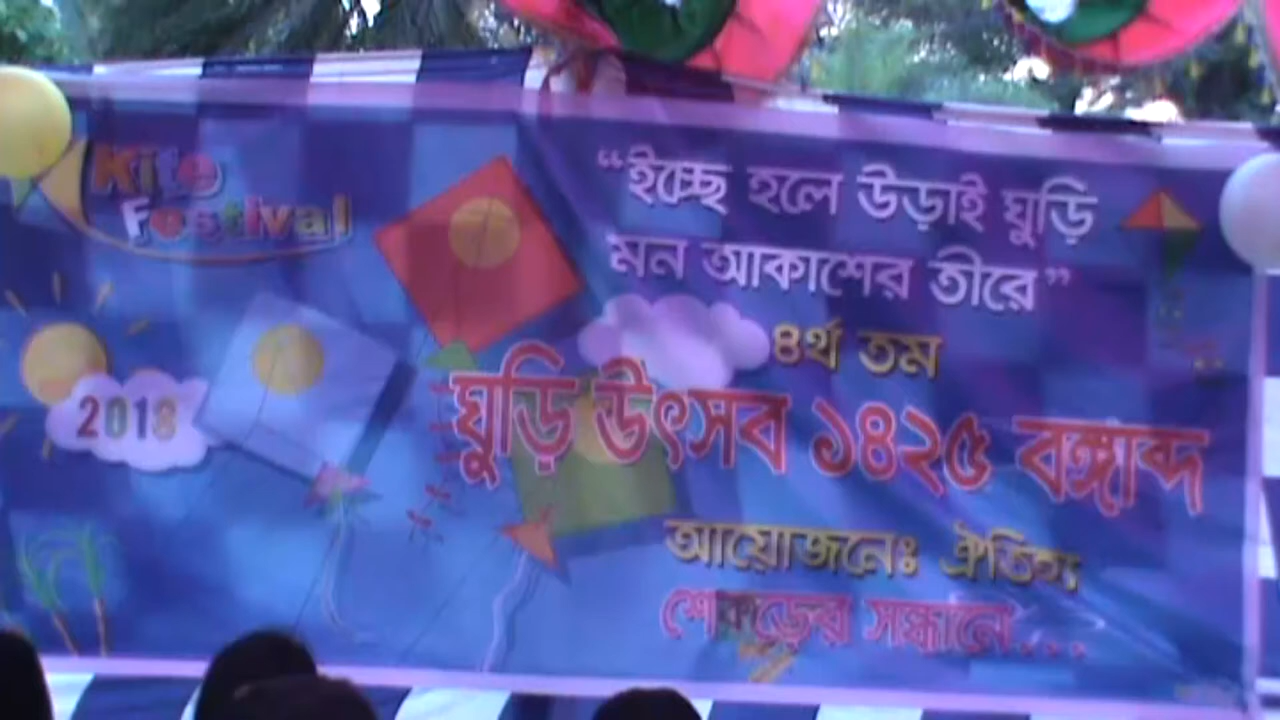 Kite
Festival
2018
“ইচ্ছে হলে উড়াই ঘুড়ি
মন আকাশের তীরে”
৪র্থ তম
ঘুড়ি উৎসব ১৪২৫ বঙ্গাব্দ
আয়োজনেঃ ঐতিহ্য
শেকড়ের সন্ধানে....